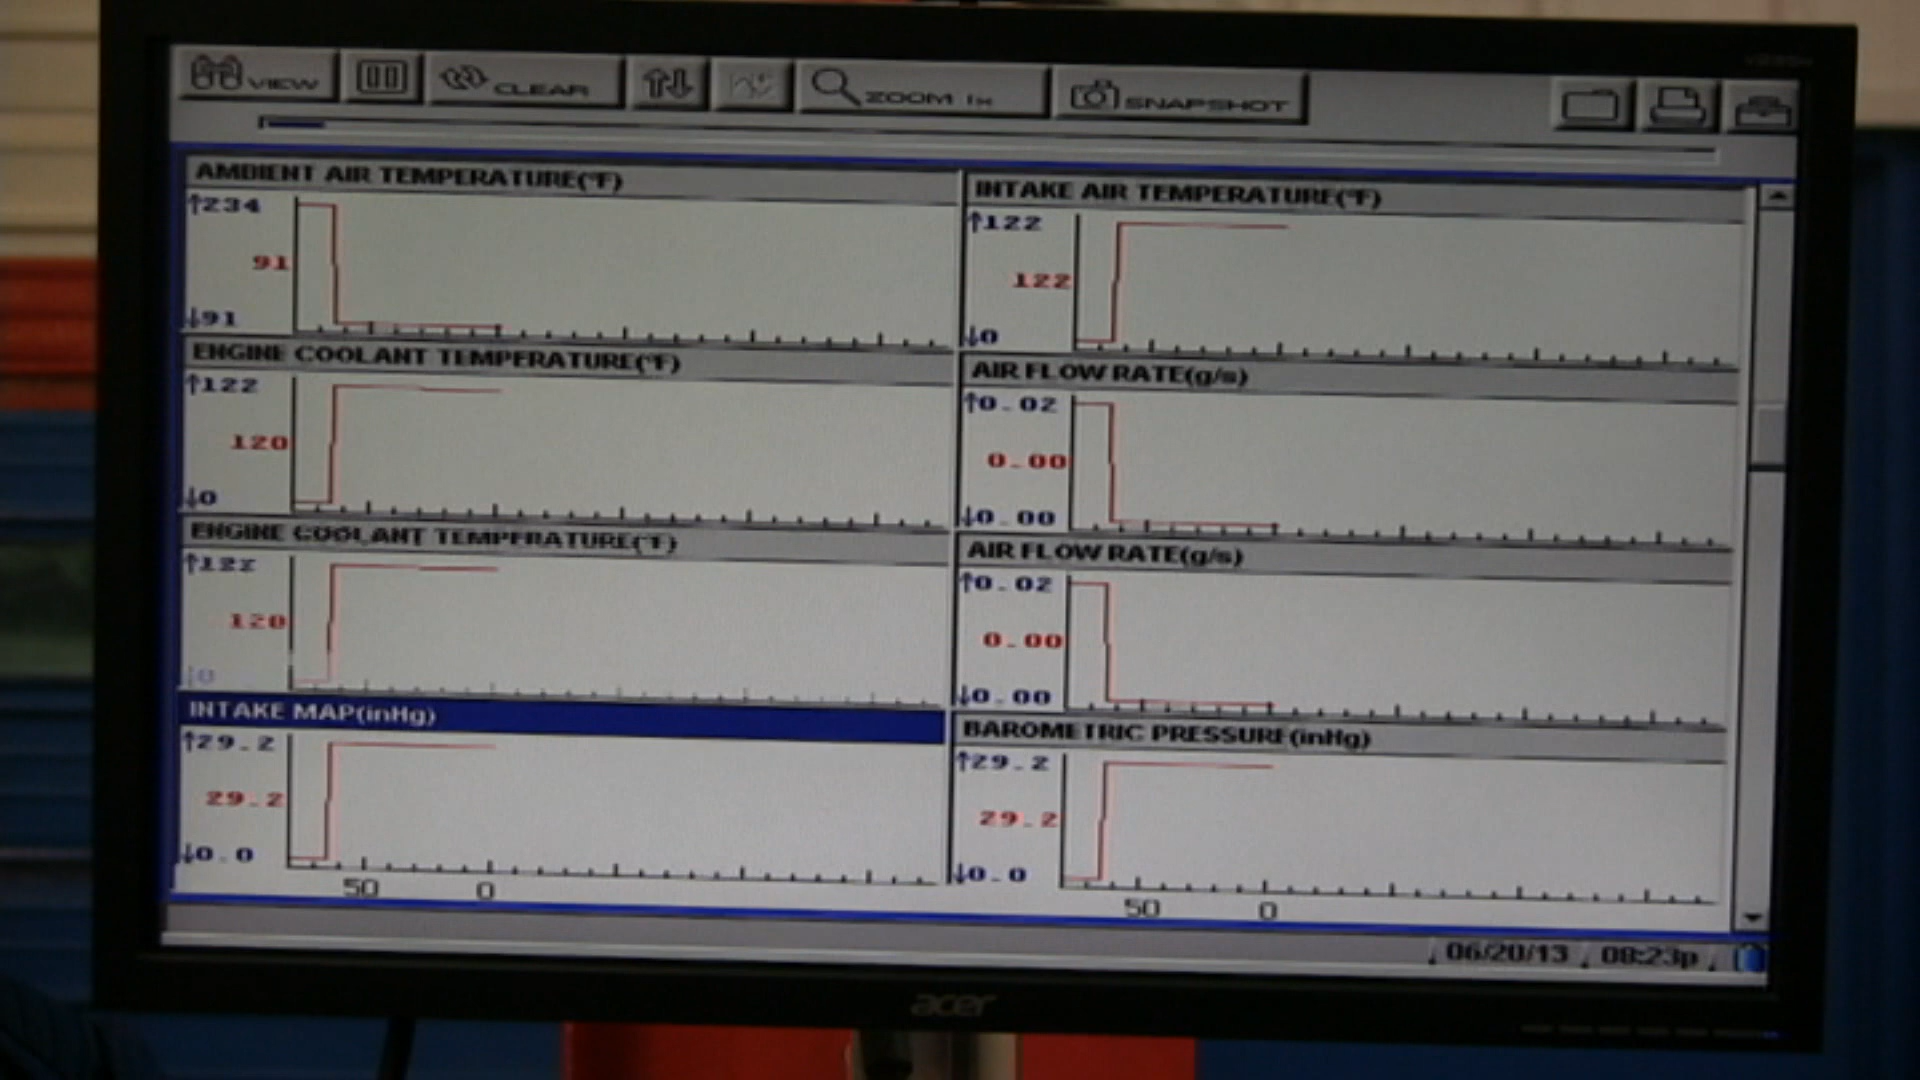 VIEW CLEAR ZOOM 1x SNAPSHOT
AMBIENT AIR TEMPERATURE(°F)
↑234
91
↓91
INTAKE AIR TEMPERATURE(°F)
↑122
122
↓0
ENGINE COOLANT TEMPERATURE(°F)
↑122
120
↓0
AIR FLOW RATE(g/s)
↑0.02
0.00
↓0.00
ENGINE COOLANT TEMPERATURE(°F)
↑122
120
↓0
AIR FLOW RATE(g/s)
↑0.02
0.00
↓0.00
INTAKE MAP(inHg)
↑29.2
29.2
↓0.0
50 0
BAROMETRIC PRESSURE(inHg)
↑29.2
29.2
↓0.0
50 0
06/20/13 08:23p
acer